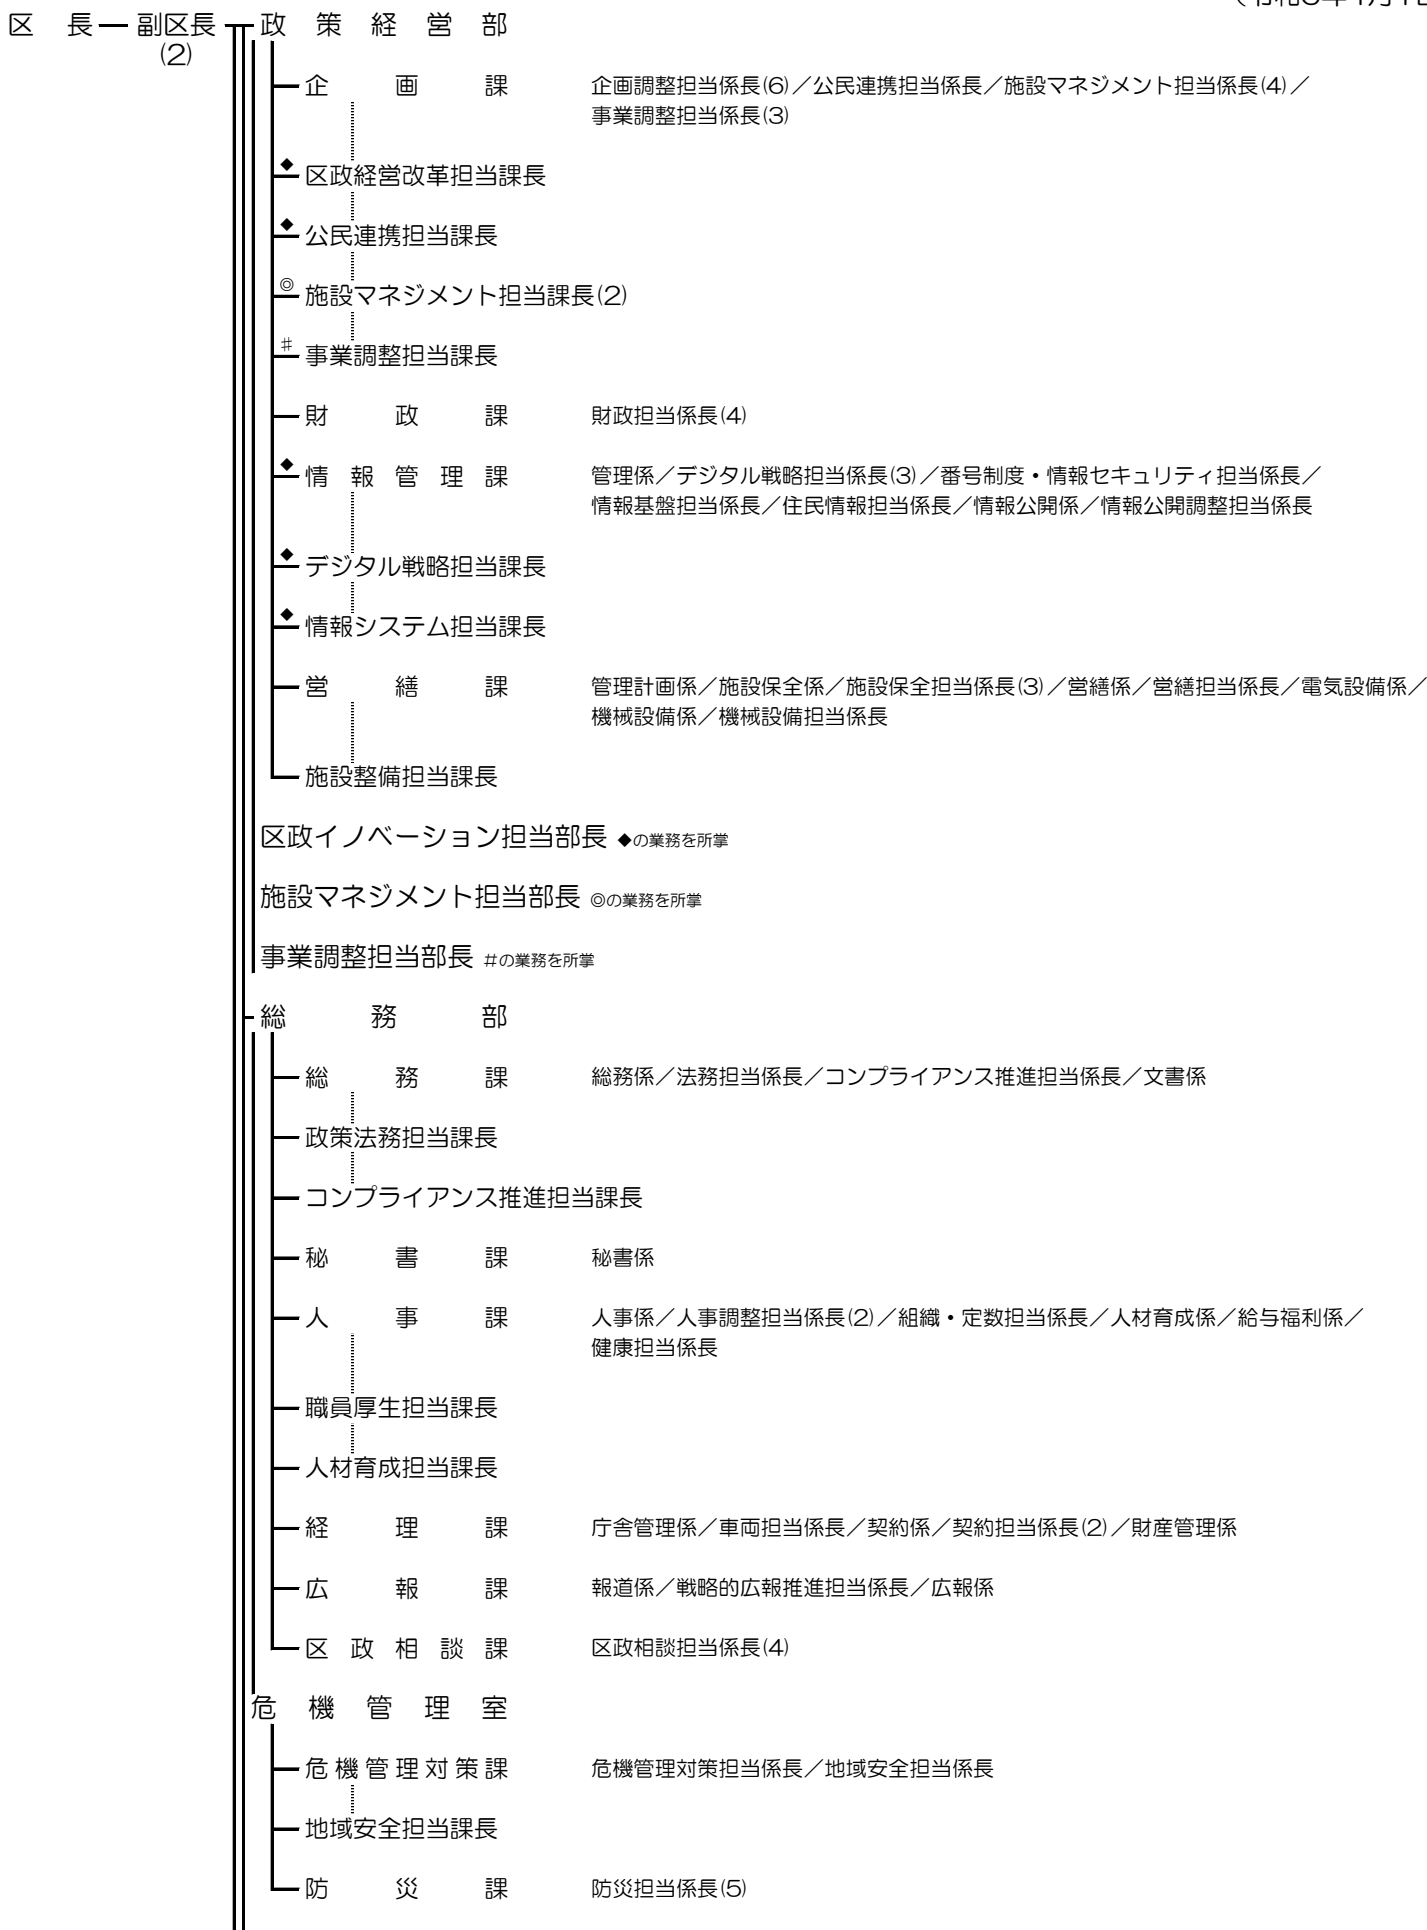 区長 副区長 政策経営部
(2)
企画課 企画調整担当係長(6)／公民連携担当係長／施設マネジメント担当係長(4)／
事業調整担当係長(3)
◆ 区政経営改革担当課長
◆ 公民連携担当課長
◎ 施設マネジメント担当課長(2)
＃ 事業調整担当課長
財政課 財政担当係長(4)
◆ 情報管理課 管理係／デジタル戦略担当係長(3)／番号制度・情報セキュリティ担当係長／
情報基盤担当係長／住民情報担当係長／情報公開係／情報公開調整担当係長
◆ デジタル戦略担当課長
◆ 情報システム担当課長
営繕課 管理計画係／施設保全係／施設保全担当係長(3)／営繕係／営繕担当係長／電気設備係／
機械設備係／機械設備担当係長
施設整備担当課長
区政イノベーション担当部長 ◆の業務を所掌
施設マネジメント担当部長 ◎の業務を所掌
事業調整担当部長 ＃の業務を所掌
総務部
総務課 総務係／法務担当係長／コンプライアンス推進担当係長／文書係
政策法務担当課長
コンプライアンス推進担当課長
秘書課 秘書係
人事課 人事係／人事調整担当係長(2)／組織・定数担当係長／人材育成係／給与福利係／
健康担当係長
職員厚生担当課長
人材育成担当課長
経理課 庁舎管理係／車両担当係長／契約係／契約担当係長(2)／財産管理係
広報課 報道係／戦略的広報推進担当係長／広報係
区政相談課 区政相談担当係長(4)
危機管理室
危機管理対策課 危機管理対策担当係長／地域安全担当係長
地域安全担当課長
防災課 防災担当係長(5)